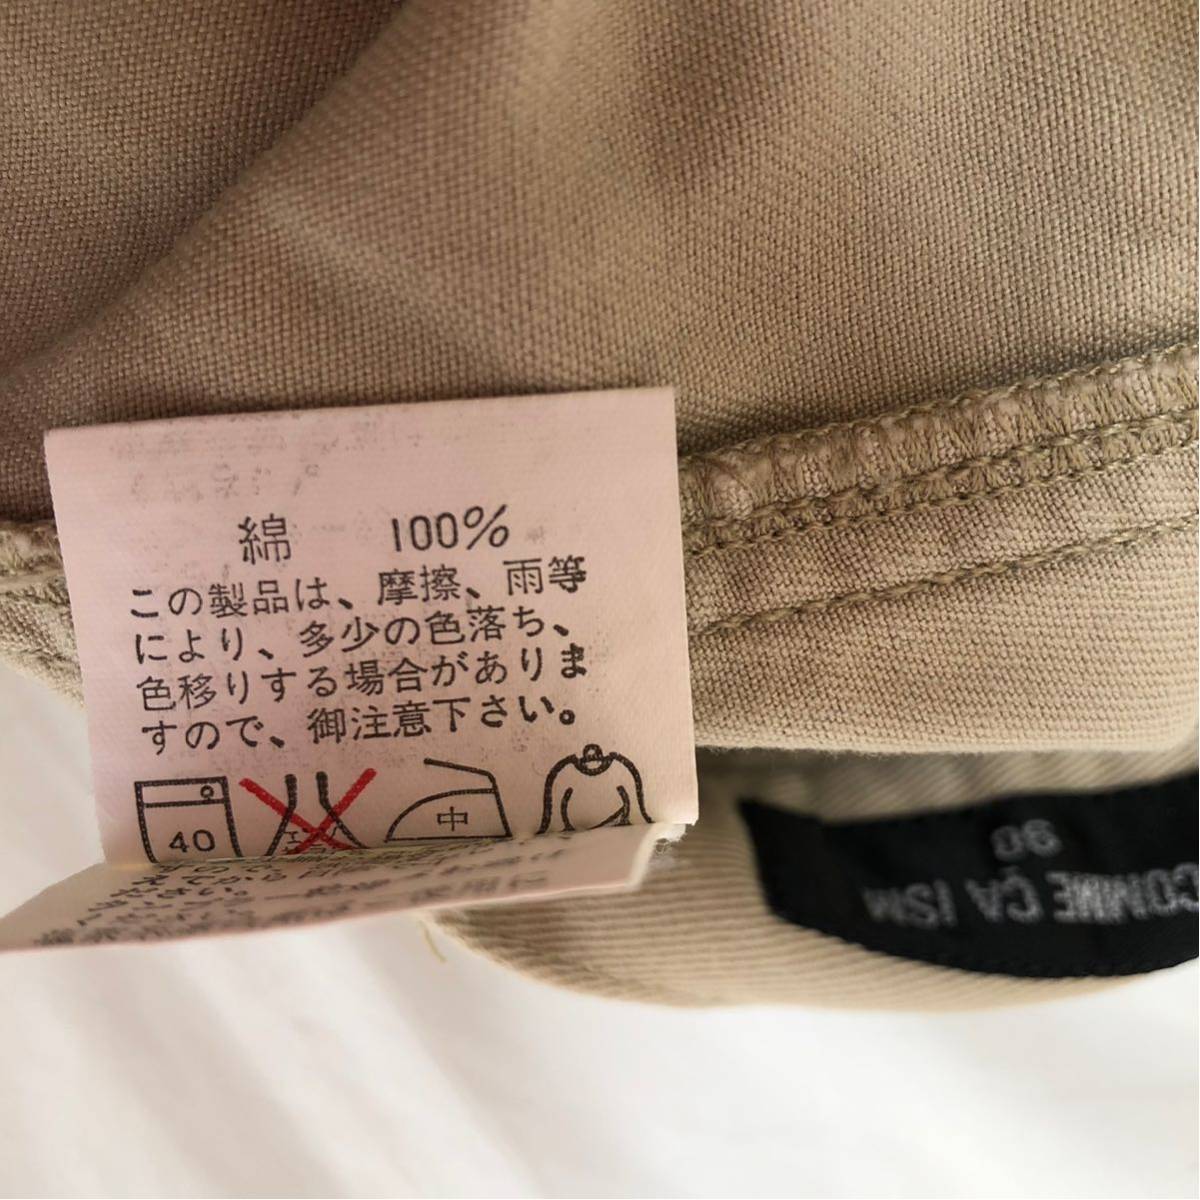 綿 100%
この製品は、摩擦、雨等
により、多少の色落ち、
色移りする場合がありま
すので、御注意下さい。
40
中
90
COMME ÇA ISM